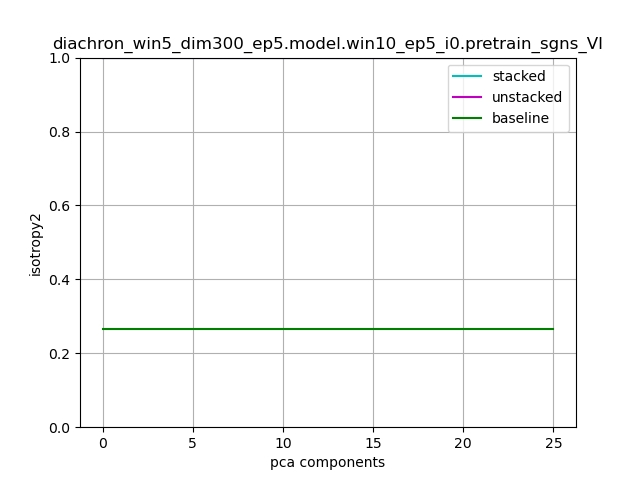 diachron_win5_dim300_ep5.model.win10_ep5_i0.pretrain_sgns_VI
stacked
unstacked
baseline
1.0
0.8
0.6
0.4
0.2
0.0
isotropy2
0 5 10 15 20 25
pca components